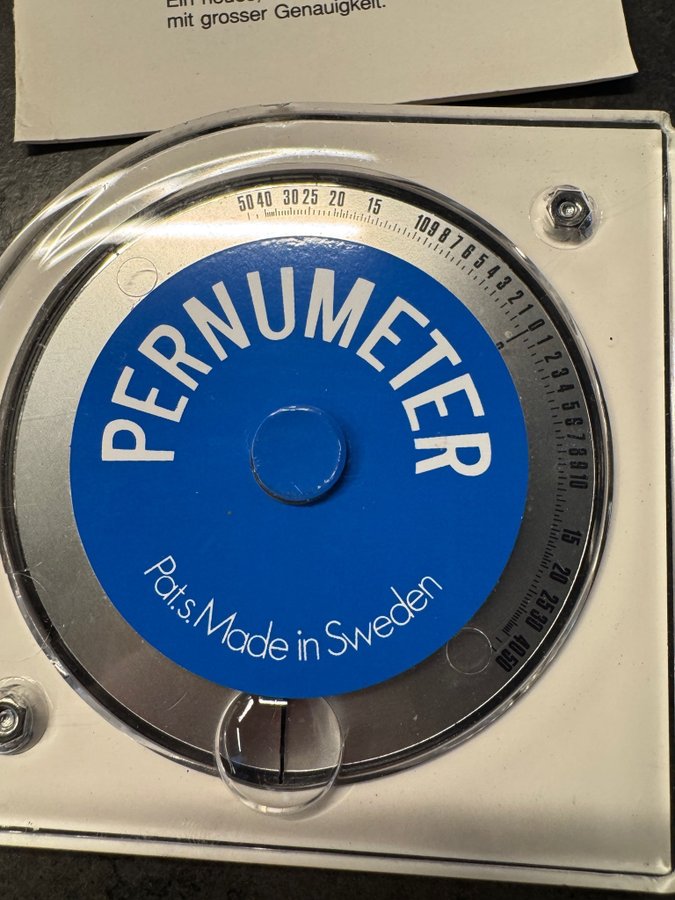 mit grosser Genauigkeit.
50 40 30 25 20 15 10 9 8 7 6 5 4 3 2 1 0 1 2 3 4 5 6 7 8 9 10 15 20 25 30 40 50
PERNUMETER
Pat.s. Made in Sweden